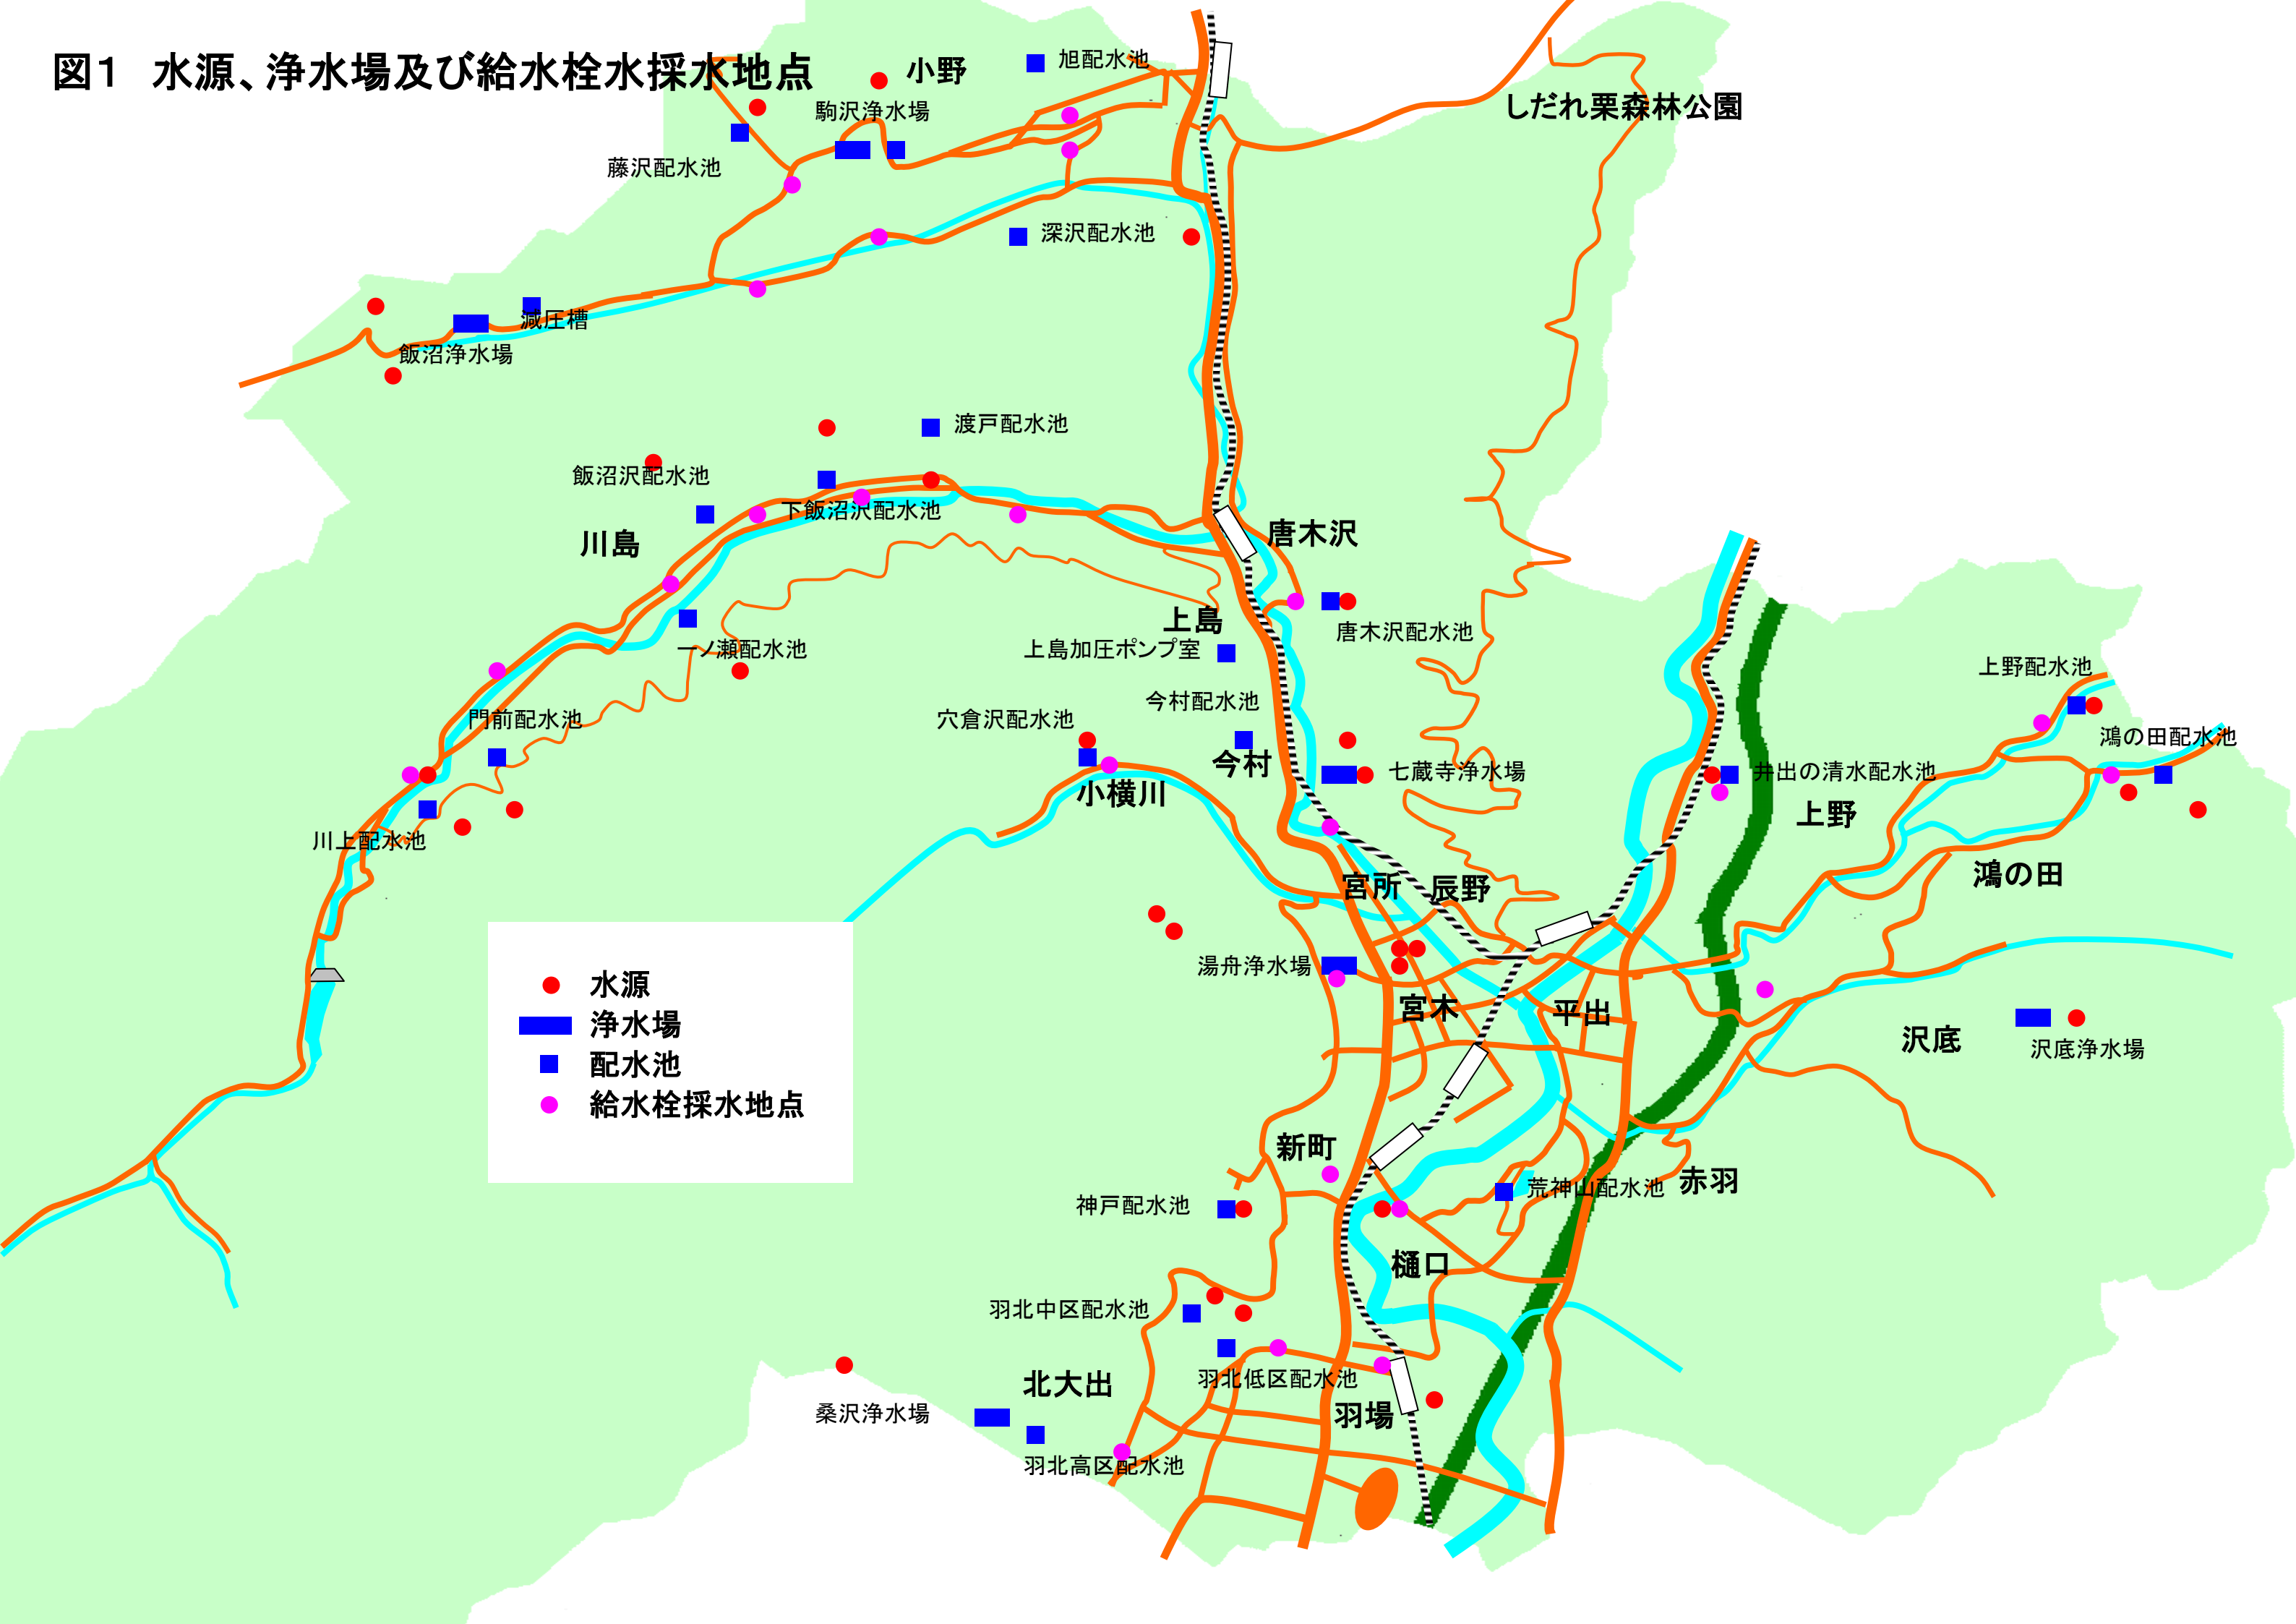 図1 水源、浄水場及び給水栓水採水地点
小野
旭配水池
駒沢浄水場
しだれ栗森林公園
藤沢配水池
深沢配水池
減圧槽
飯沼浄水場
渡戸配水池
飯沼沢配水池
下飯沼沢配水池
川島
唐木沢
上島
唐木沢配水池
一ノ瀬配水池
上島加圧ポンプ室
上野配水池
今村配水池
門前配水池
穴倉沢配水池
鴻の田配水池
今村
七蔵寺浄水場
井出の清水配水池
小横川
上野
川上配水池
宮所
辰野
鴻の田
湯舟浄水場
水源
宮木
平出
浄水場
沢底
沢底浄水場
配水池
給水栓採水地点
新町
荒神山配水池
赤羽
神戸配水池
樋口
羽北中区配水池
北大出
羽北低区配水池
桑沢浄水場
羽場
羽北高区配水池